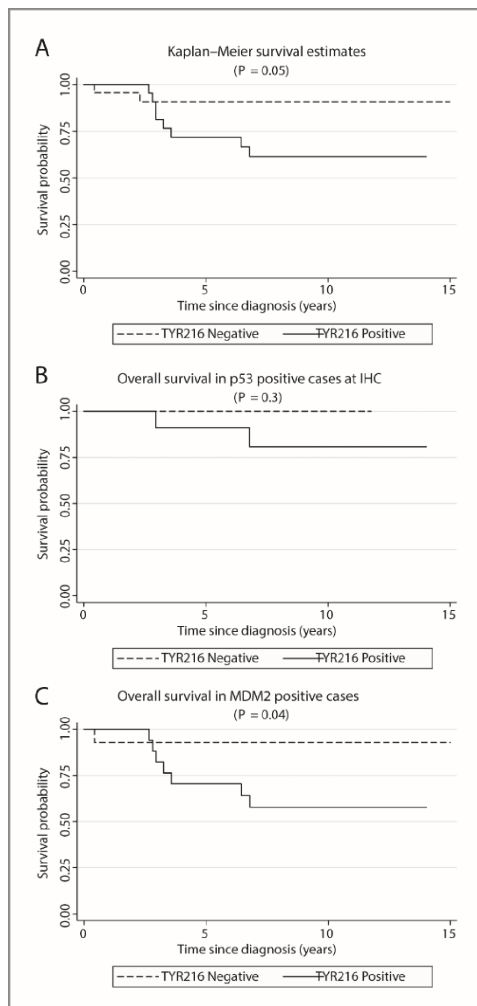 A
Kaplan–Meier survival estimates
(P = 0.05)
Survival probability
1.00
0.75
0.50
0.25
0.00
0 5 10 15
Time since diagnosis (years)
TYR216 Negative TYR216 Positive
B
Overall survival in p53 positive cases at IHC
(P = 0.3)
Survival probability
1.00
0.75
0.50
0.25
0.00
0 5 10 15
Time since diagnosis (years)
TYR216 Negative TYR216 Positive
C
Overall survival in MDM2 positive cases
(P = 0.04)
Survival probability
1.00
0.75
0.50
0.25
0.00
0 5 10 15
Time since diagnosis (years)
TYR216 Negative TYR216 Positive